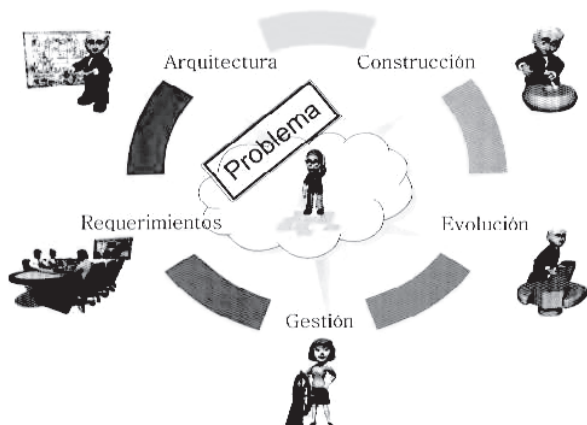 Arquitectura
Construcción
Problema
Requerimientos
Evolución
Gestión